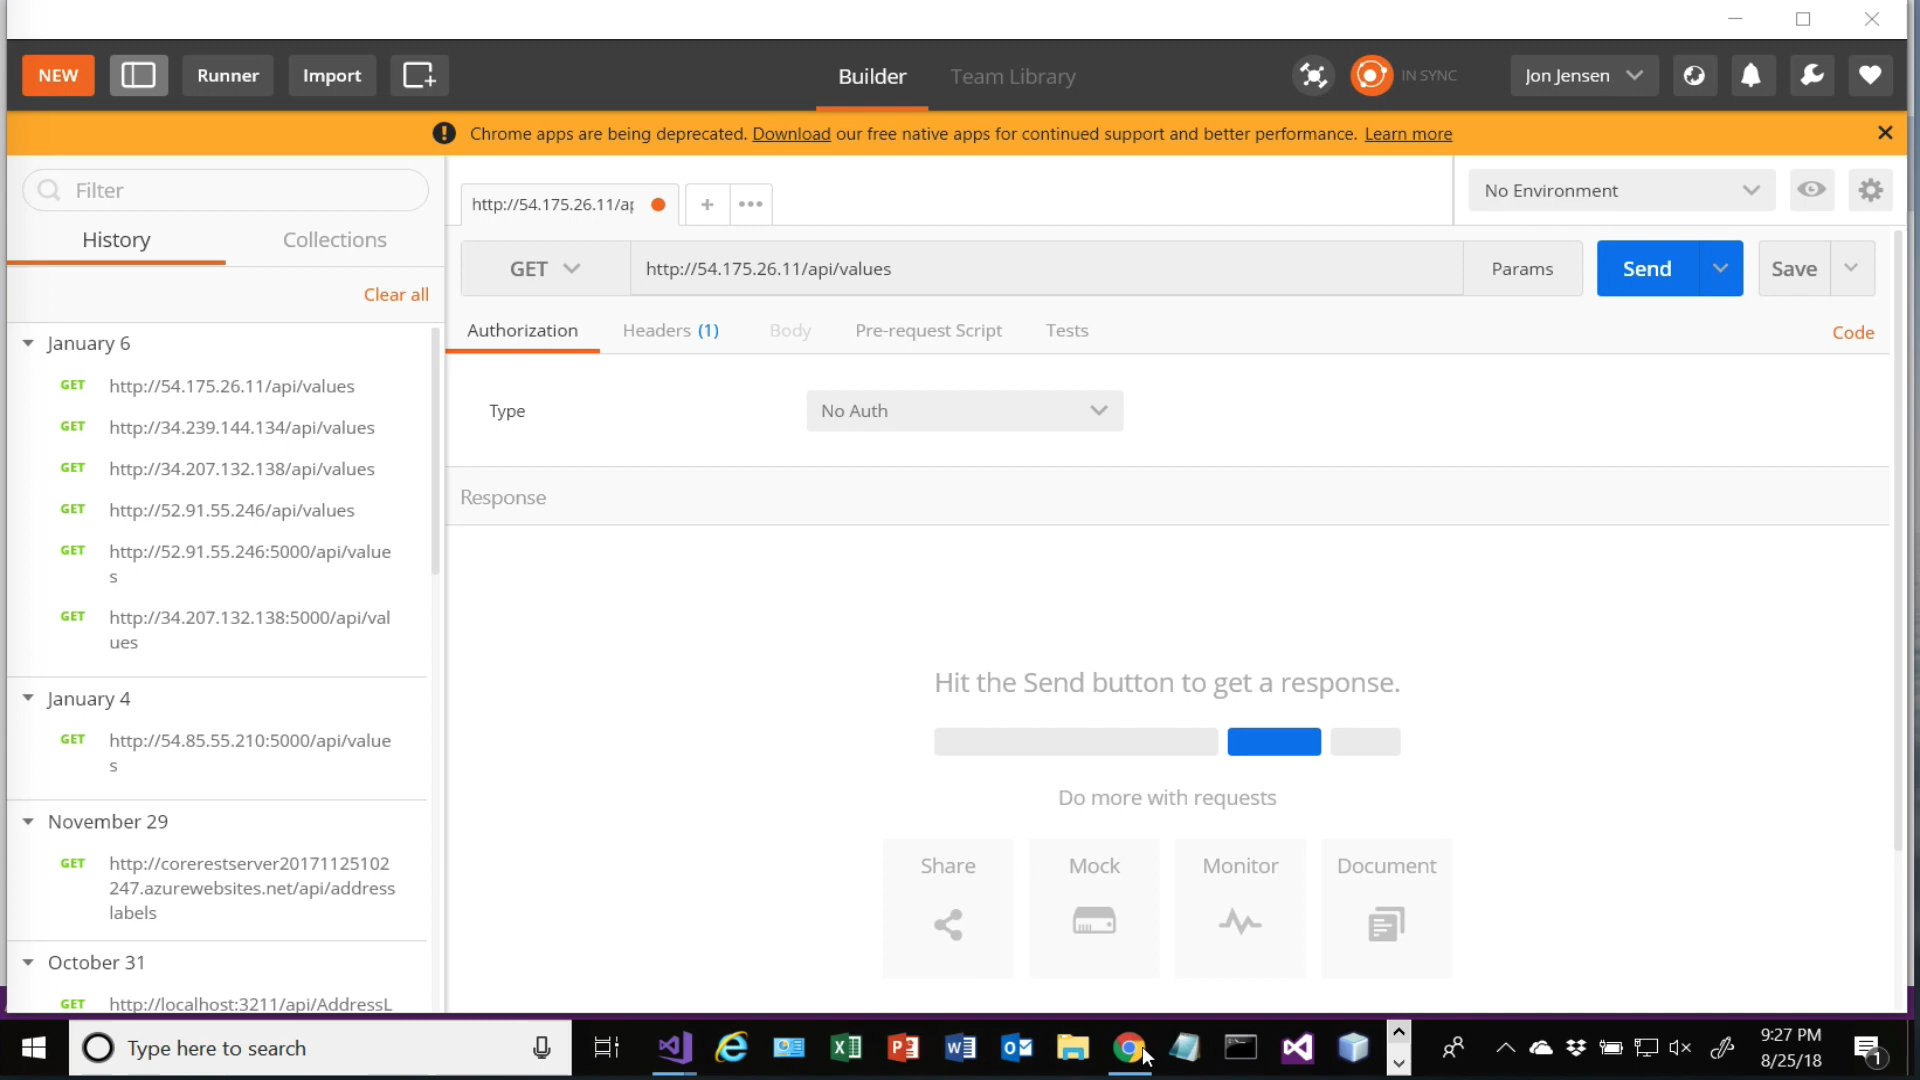 NEW
Runner
Import
Builder
Team Library
IN SYNC
Jon Jensen
Chrome apps are being deprecated. Download our free native apps for continued support and better performance. Learn more
Filter
History
Collections
Clear all
January 6
GET http://54.175.26.11/api/values
GET http://34.239.144.134/api/values
GET http://34.207.132.138/api/values
GET http://52.91.55.246/api/values
GET http://52.91.55.246:5000/api/value
s
GET http://34.207.132.138:5000/api/val
ues
January 4
GET http://54.85.55.210:5000/api/value
s
November 29
GET http://corerestserver20171125102
247.azurewebsites.net/api/address
labels
October 31
GET http://localhost:3211/api/AddressL
http://54.175.26.11/ap
No Environment
GET
http://54.175.26.11/api/values
Params
Send
Save
Authorization
Headers (1)
Body
Pre-request Script
Tests
Code
Type
No Auth
Response
Hit the Send button to get a response.
Do more with requests
Share
Mock
Monitor
Document
Type here to search
9:27 PM
8/25/18
1